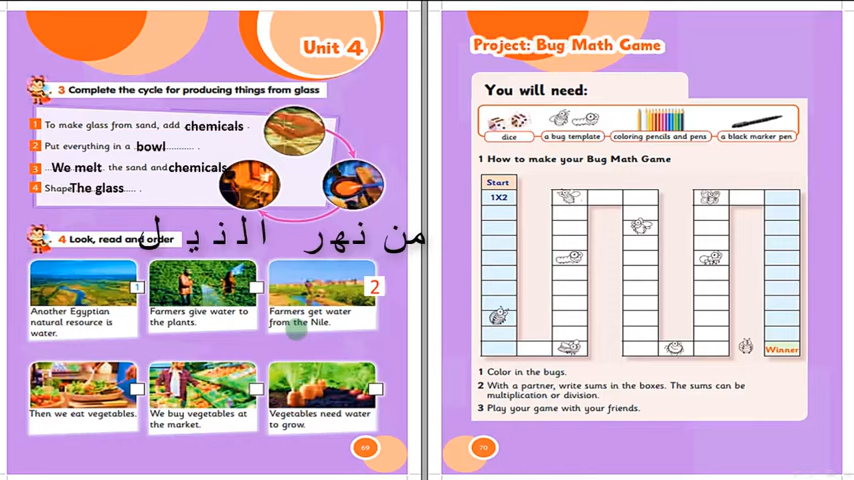 Unit 4
3 Complete the cycle for producing things from glass
1 To make glass from sand, add chemicals .
2 Put everything in a bowl ............ .
3 ...We melt the sand and chemicals
4 Shape The glass ..... .
من نهر النيل
4 Look, read and order
1
2
Another Egyptian
natural resource is
water.
Farmers give water to
the plants.
Farmers get water
from the Nile.
Then we eat vegetables.
We buy vegetables at
the market.
Vegetables need water
to grow.
69
Project: Bug Math Game
You will need:
dice
a bug template
coloring pencils and pens
a black marker pen
1 How to make your Bug Math Game
Start
1X2
Winner
1 Color in the bugs.
2 With a partner, write sums in the boxes. The sums can be
multiplication or division.
3 Play your game with your friends.
70